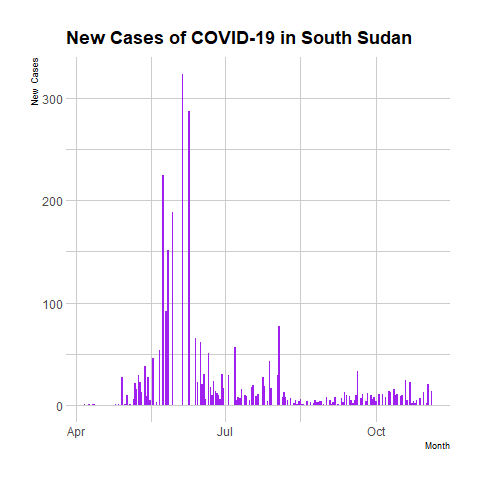 New Cases of COVID-19 in South Sudan
New Cases
300
200
100
0
Apr
Jul
Oct
Month